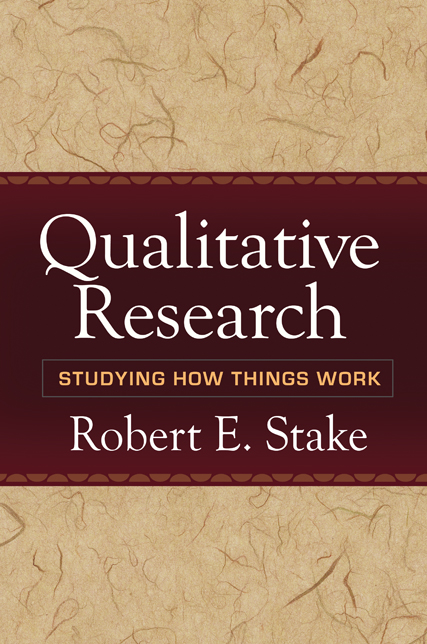 Qualitative
Research
STUDYING HOW THINGS WORK
Robert E. Stake